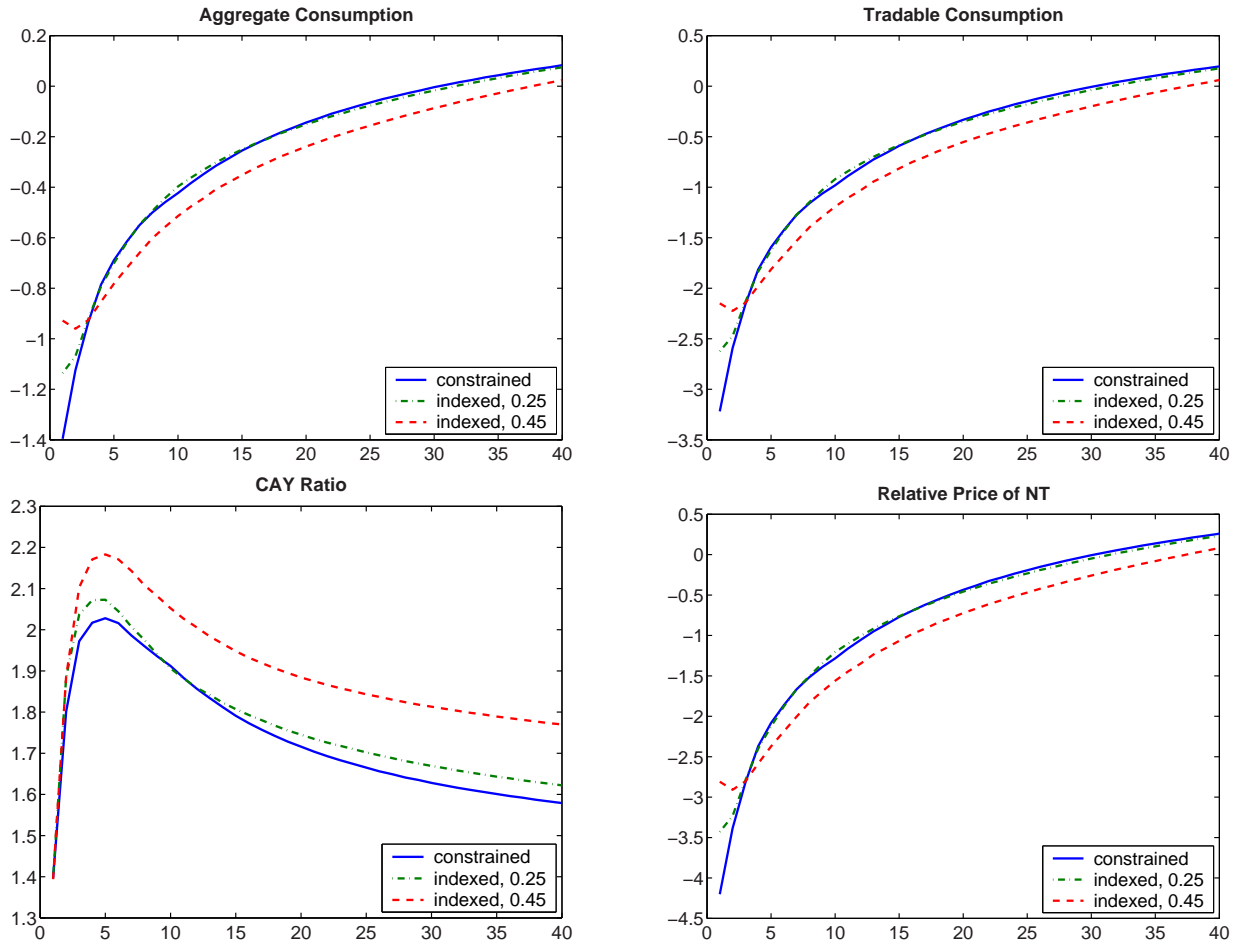 Aggregate Consumption
0.2
0
−0.2
−0.4
−0.6
−0.8
−1
−1.2
−1.4
0 5 10 15 20 25 30 35 40
constrained
indexed, 0.25
indexed, 0.45
Tradable Consumption
0.5
0
−0.5
−1
−1.5
−2
−2.5
−3
−3.5
0 5 10 15 20 25 30 35 40
constrained
indexed, 0.25
indexed, 0.45
CAY Ratio
2.3
2.2
2.1
2
1.9
1.8
1.7
1.6
1.5
1.4
1.3
0 5 10 15 20 25 30 35 40
constrained
indexed, 0.25
indexed, 0.45
Relative Price of NT
0.5
0
−0.5
−1
−1.5
−2
−2.5
−3
−3.5
−4
−4.5
0 5 10 15 20 25 30 35 40
constrained
indexed, 0.25
indexed, 0.45